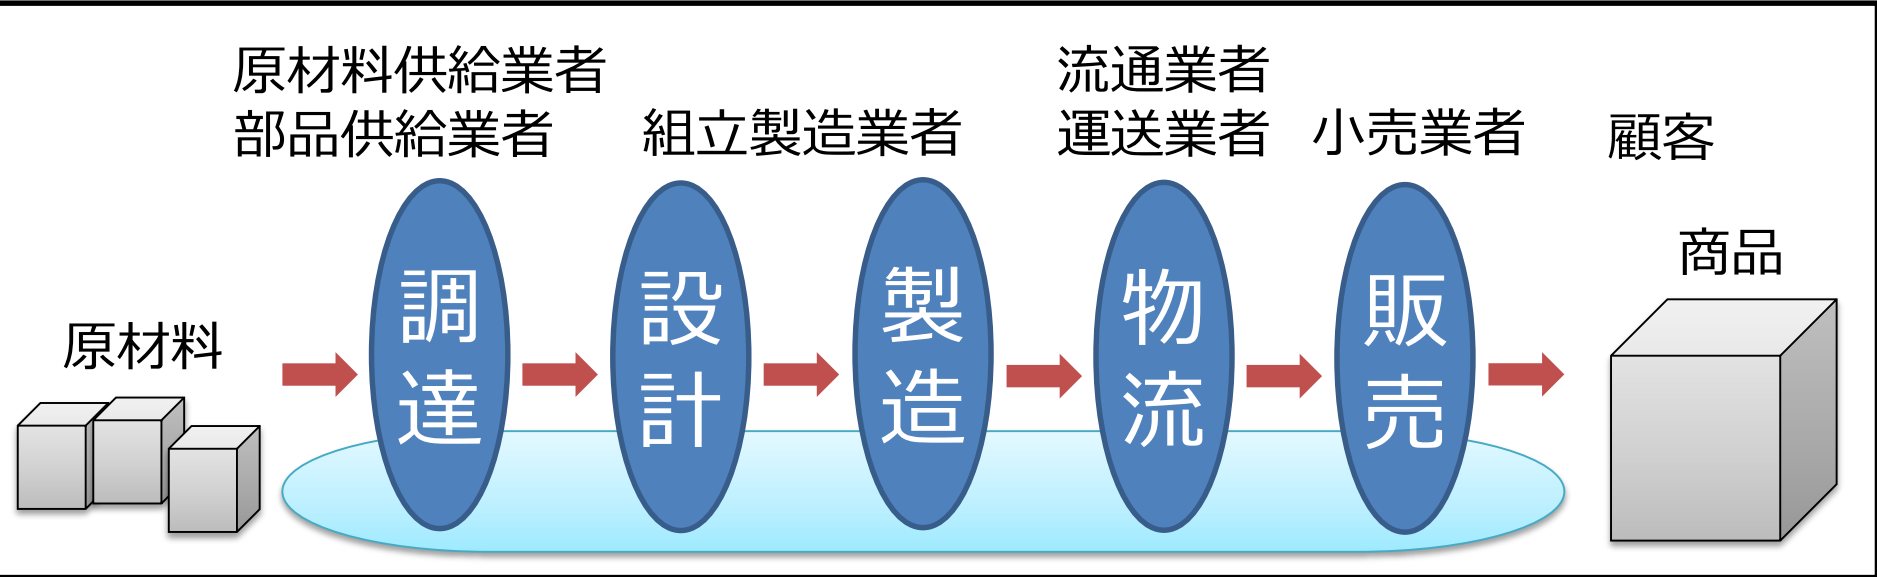 原材料供給業者
部品供給業者
組立製造業者
流通業者
運送業者
小売業者
顧客
商品
原材料
調達
設計
製造
物流
販売